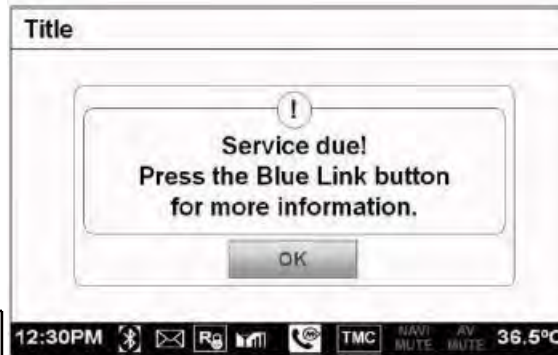 Title
!
Service due!
Press the Blue Link button
for more information.
OK
12:30PM R TMC NAVI MUTE AV MUTE 36.5°C